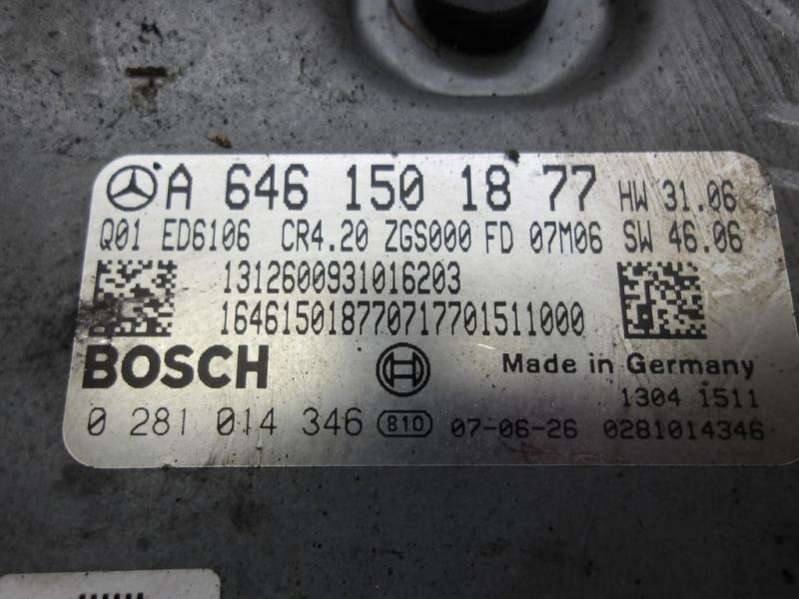 A 646 150 18 77 HW 31.06
Q01 ED6106 CR4.20 ZGS000 FD 07M06 SW 46.06
1312600931016203
164615018770717701511000
BOSCH Made in Germany
1304 1511
0 281 014 346 810 07-06-26 0281014346